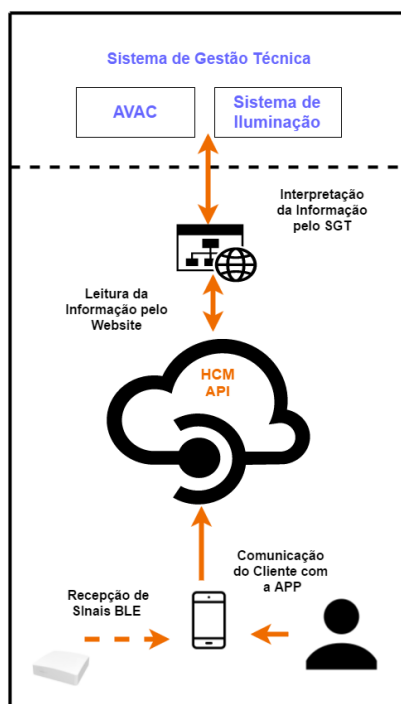 Sistema de Gestão Técnica
AVAC
Sistema de
Iluminação
Interpretação
da Informação
pelo SGT
Leitura da
Informação pelo
Website
HCM
API
Comunicação
do Cliente com
a APP
Recepção de
SInais BLE